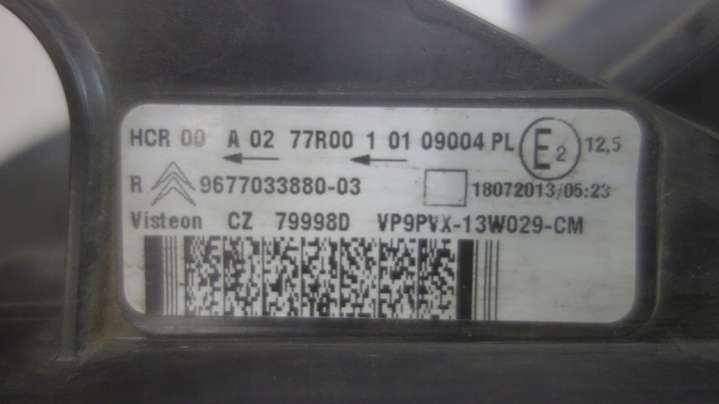 HCR 00 A 02 77R00 1 01 09004 PL E2 12,5
R 9677033880-03 18072013/05:23
Visteon CZ 79998D VP9PVX-13W029-CM